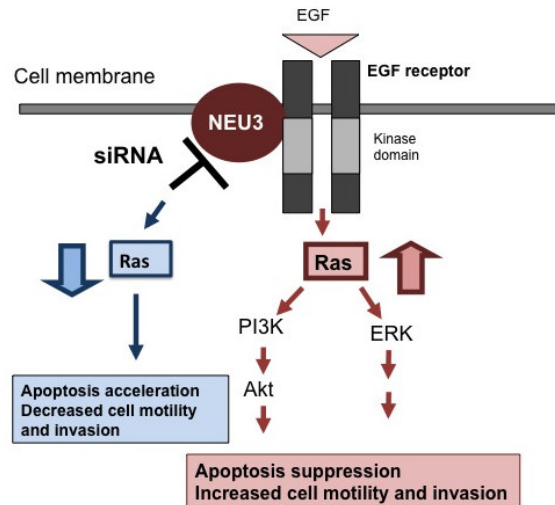 EGF
Cell membrane
EGF receptor
NEU3
Kinase
domain
siRNA
Ras
Ras
PI3K
ERK
Akt
Apoptosis acceleration
Decreased cell motility
and invasion
Apoptosis suppression
Increased cell motility and invasion